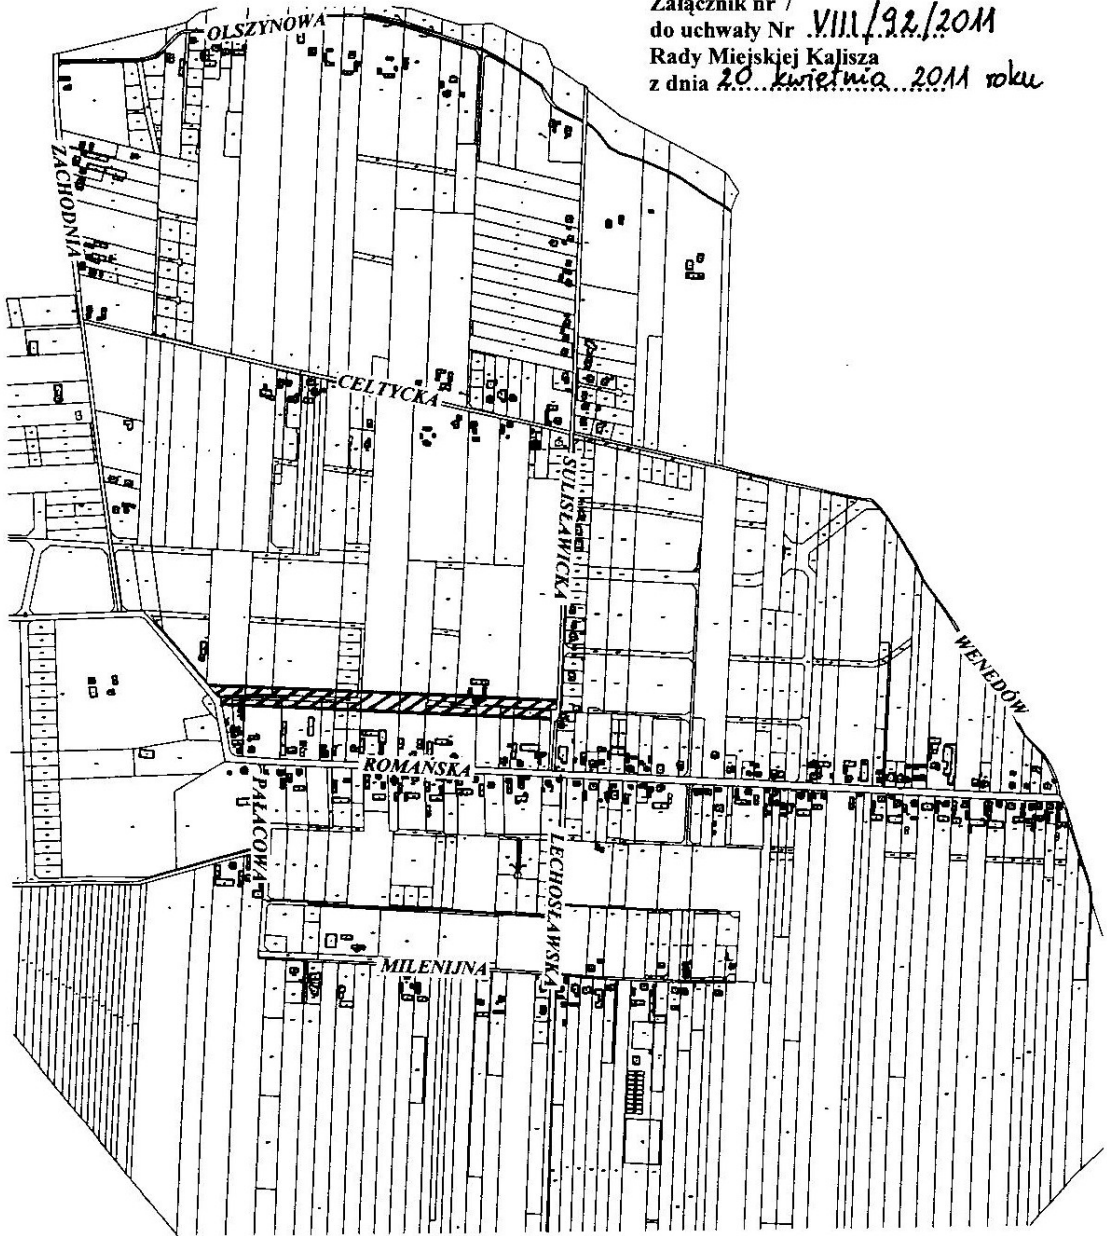 Załącznik nr 7
do uchwały Nr VIII/92/2011
Rady Miejskiej Kalisza
z dnia 20 kwietnia 2011 roku
OLSZYNOWA
ZACHODNIA
CELTYCKA
SULISŁAWICKA
WENEDÓW
ROMAŃSKA
PAŁACOWA
LECHOSŁAWSKA
MILENIJNA